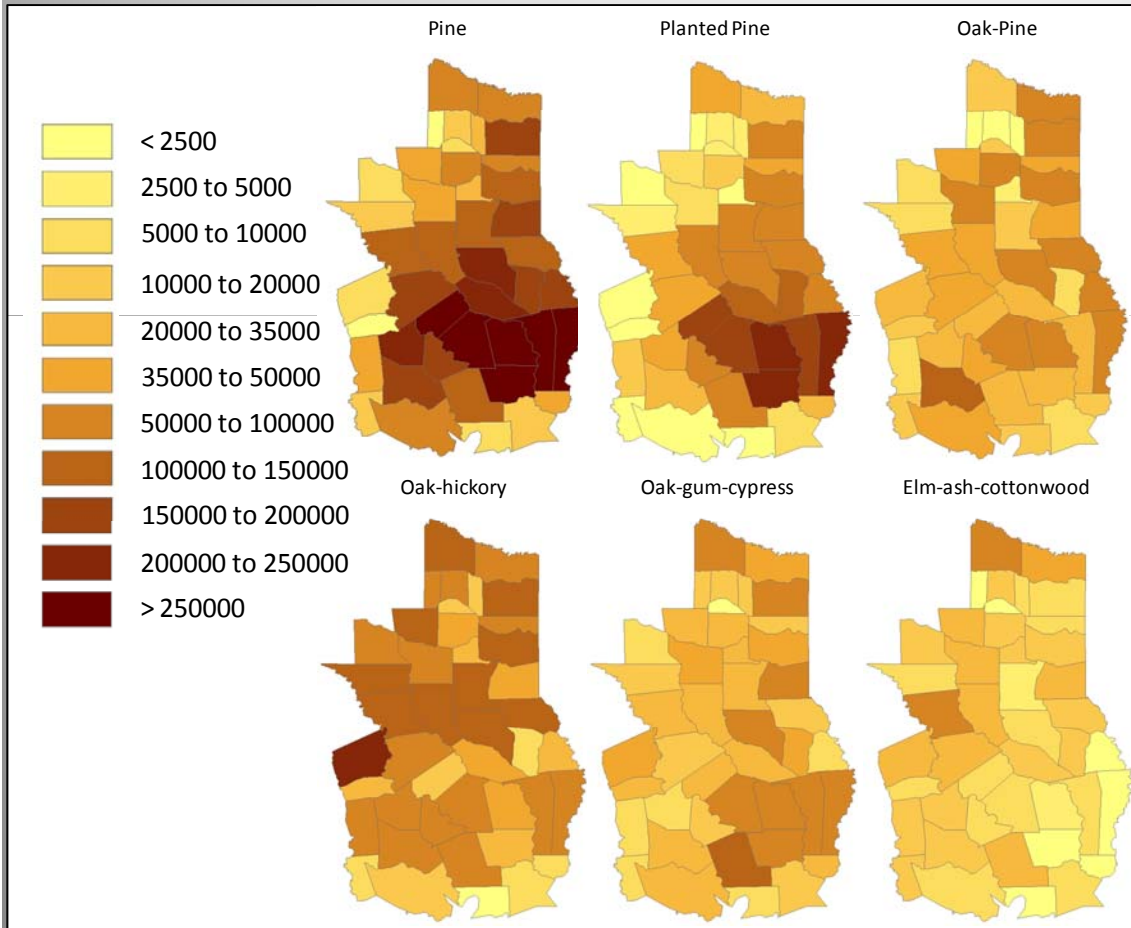 Pine
Planted Pine
Oak-Pine
< 2500
2500 to 5000
5000 to 10000
10000 to 20000
20000 to 35000
35000 to 50000
50000 to 100000
100000 to 150000
150000 to 200000
200000 to 250000
> 250000
Oak-hickory
Oak-gum-cypress
Elm-ash-cottonwood